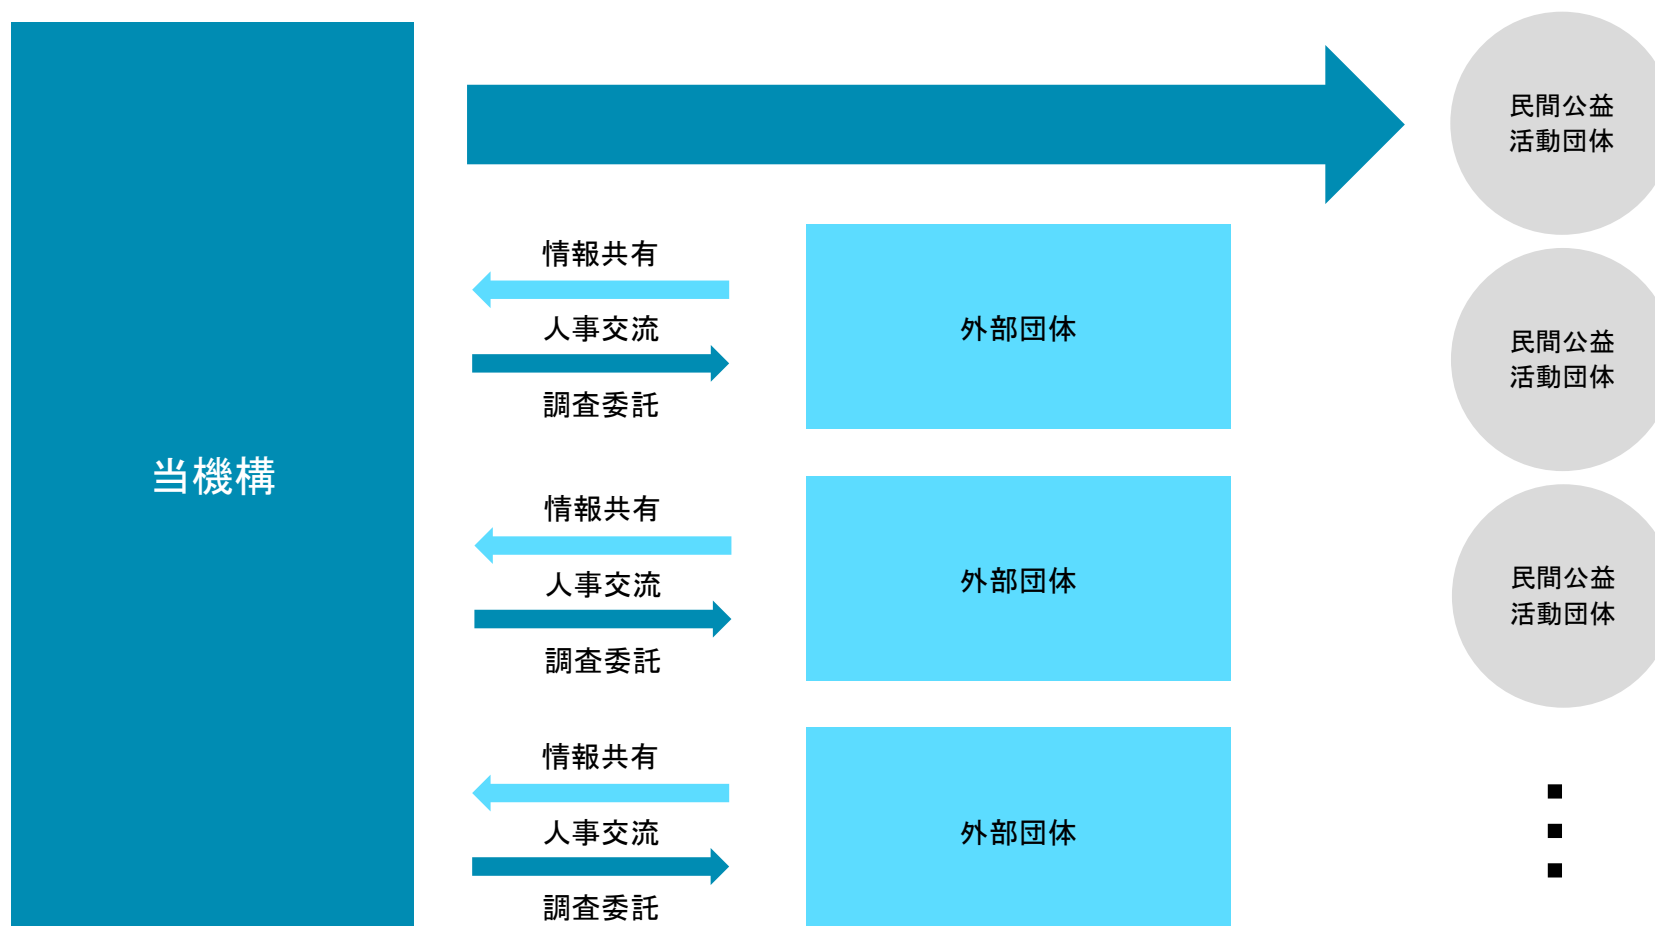 当機構
情報共有
人事交流
調査委託
外部団体
情報共有
人事交流
調査委託
外部団体
情報共有
人事交流
調査委託
外部団体
民間公益
活動団体
民間公益
活動団体
民間公益
活動団体